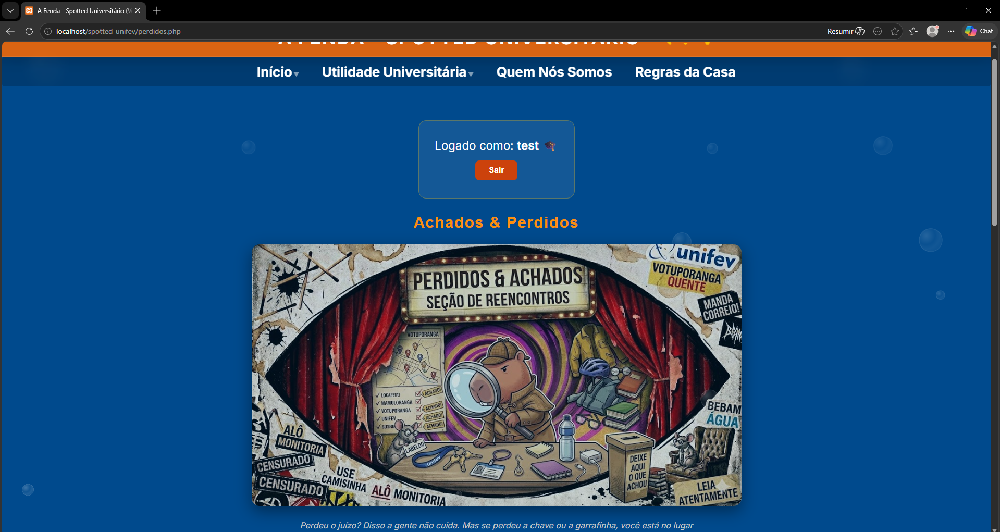 A Fenda - Spotted Universitário (V
localhost/spotted-unifev/perdidos.php
Resumir
Chat
A FENDA - SPOTTED UNIVERSITÁRIO
Início
Utilidade Universitária
Quem Nós Somos
Regras da Casa
Logado como: test
Sair
Achados & Perdidos
unifev
VOTUPORANGA
QUENTE
PERDIDOS & ACHADOS
SEÇÃO DE REENCONTROS
MANDA
CORREIO!
VOTUPORANGA
ACHADO!
MAMULORANGA
ACHADO!
VOTUPORANGA
ACHADO!
UNIFEV
ACHADO!
LABELDO
unifev
BEBAM
ÁGUA
ALÔ
MONITORIA
CENSURADO
CENSURADO
USE
CAMISINHA
ALÔ MONITORIA
DEIXE
AQUI
O QUE
ACHOU
LEIA
ATENTAMENTE
Perdeu o juízo? Disso a gente não cuida. Mas se perdeu a chave ou a garrafinha, você está no lugar